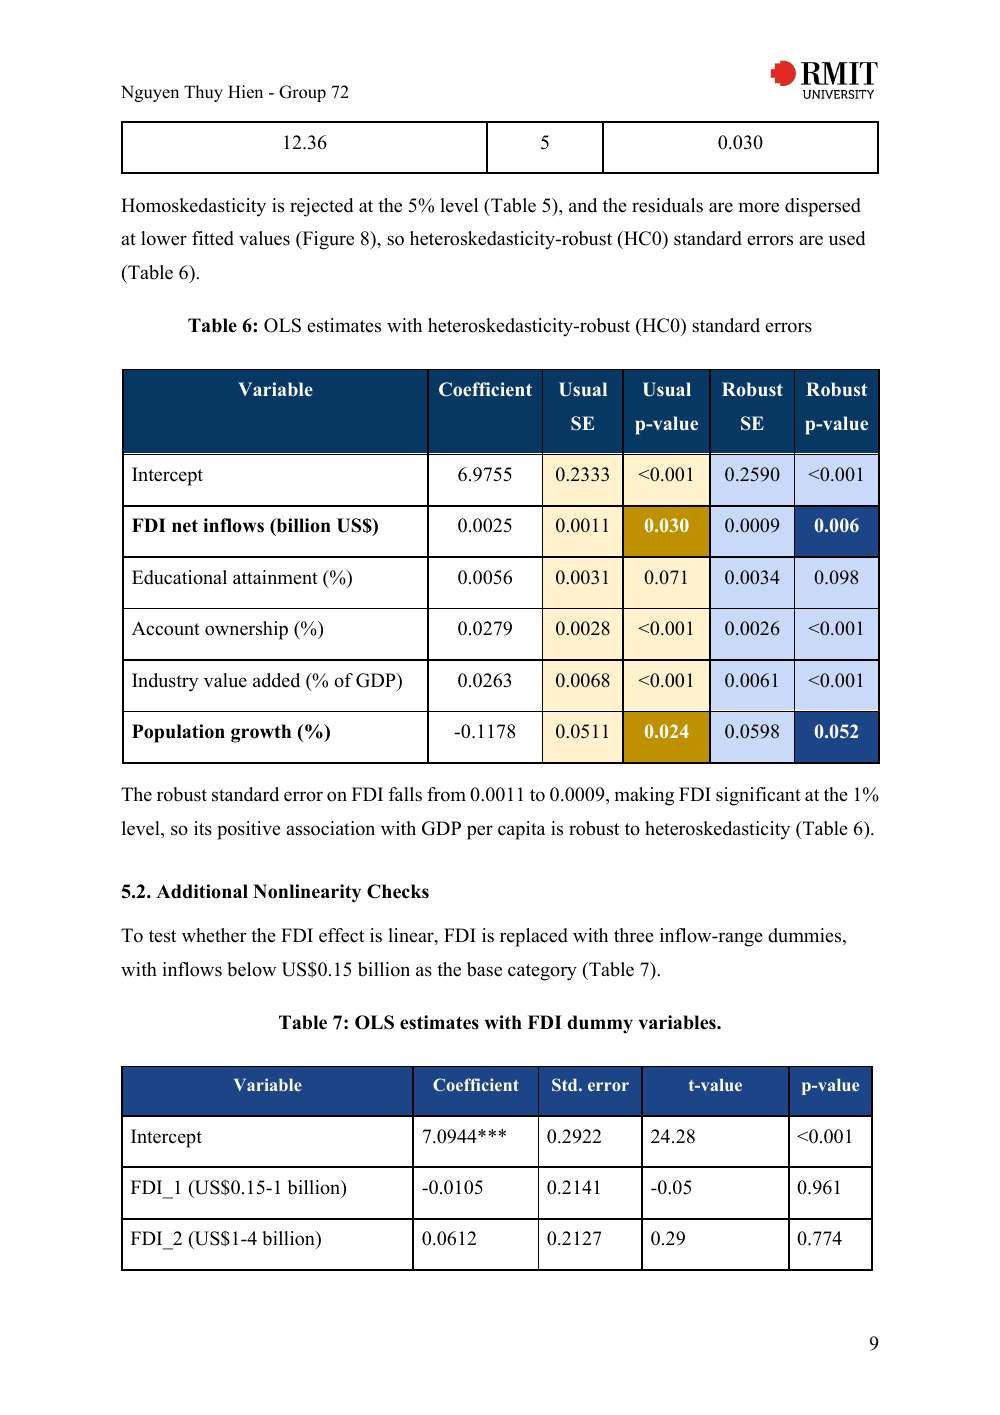 RMIT
UNIVERSITY
Nguyen Thuy Hien - Group 72
12.36 5 0.030
Homoskedasticity is rejected at the 5% level (Table 5), and the residuals are more dispersed
at lower fitted values (Figure 8), so heteroskedasticity-robust (HC0) standard errors are used
(Table 6).
Table 6: OLS estimates with heteroskedasticity-robust (HC0) standard errors
Variable Coefficient Usual SE Usual p-value Robust SE Robust p-value
Intercept 6.9755 0.2333 <0.001 0.2590 <0.001
FDI net inflows (billion US$) 0.0025 0.0011 0.030 0.0009 0.006
Educational attainment (%) 0.0056 0.0031 0.071 0.0034 0.098
Account ownership (%) 0.0279 0.0028 <0.001 0.0026 <0.001
Industry value added (% of GDP) 0.0263 0.0068 <0.001 0.0061 <0.001
Population growth (%) -0.1178 0.0511 0.024 0.0598 0.052
The robust standard error on FDI falls from 0.0011 to 0.0009, making FDI significant at the 1%
level, so its positive association with GDP per capita is robust to heteroskedasticity (Table 6).
5.2. Additional Nonlinearity Checks
To test whether the FDI effect is linear, FDI is replaced with three inflow-range dummies,
with inflows below US$0.15 billion as the base category (Table 7).
Table 7: OLS estimates with FDI dummy variables.
Variable Coefficient Std. error t-value p-value
Intercept 7.0944*** 0.2922 24.28 <0.001
FDI_1 (US$0.15-1 billion) -0.0105 0.2141 -0.05 0.961
FDI_2 (US$1-4 billion) 0.0612 0.2127 0.29 0.774
9